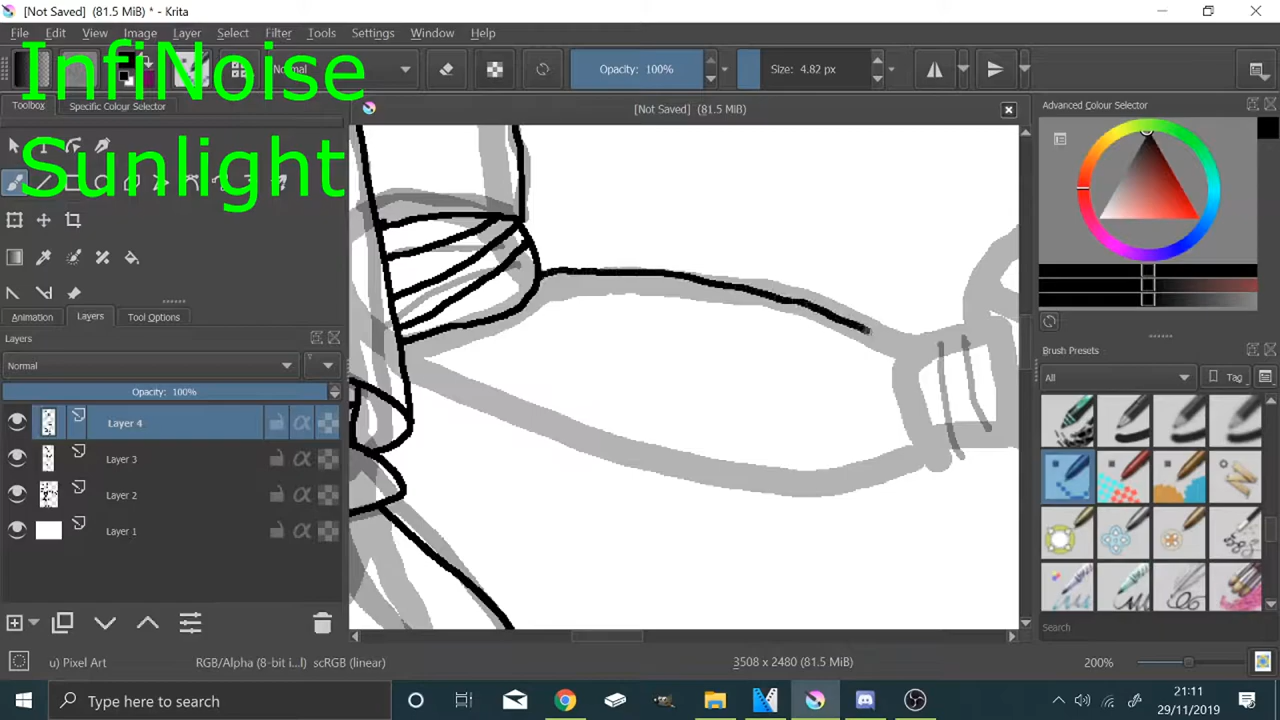 [Not Saved] (81.5 MiB) * - Krita
File Edit View Image Layer Select Filter Tools Settings Window Help
InfiNoise
Normal
Opacity: 100%
Size: 4.82 px
Toolbox
Specific Colour Selector
[Not Saved] (81.5 MiB)
Advanced Colour Selector
Sunlight
Animation
Layers
Tool Options
Layers
Normal
Opacity: 100%
Layer 4
Layer 3
Layer 2
Layer 1
Brush Presets
All
Tag
Search
u) Pixel Art
RGB/Alpha (8-bit i...l) scRGB (linear)
3508 x 2480 (81.5 MiB)
200%
Type here to search
21:11
29/11/2019